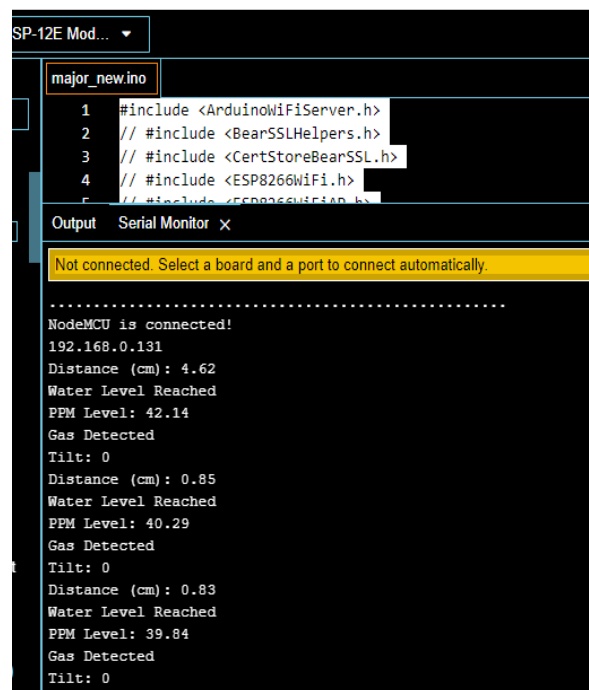 SP-12E Mod...
major_new.ino
1 #include <ArduinoWiFiServer.h>
2 // #include <BearSSLHelpers.h>
3 // #include <CertStoreBearSSL.h>
4 // #include <ESP8266WiFi.h>
5 // #include <ESP8266WiFiAP.h>
Output Serial Monitor
Not connected. Select a board and a port to connect automatically.
....................................................
NodeMCU is connected!
192.168.0.131
Distance (cm): 4.62
Water Level Reached
PPM Level: 42.14
Gas Detected
Tilt: 0
Distance (cm): 0.85
Water Level Reached
PPM Level: 40.29
Gas Detected
Tilt: 0
Distance (cm): 0.83
Water Level Reached
PPM Level: 39.84
Gas Detected
Tilt: 0